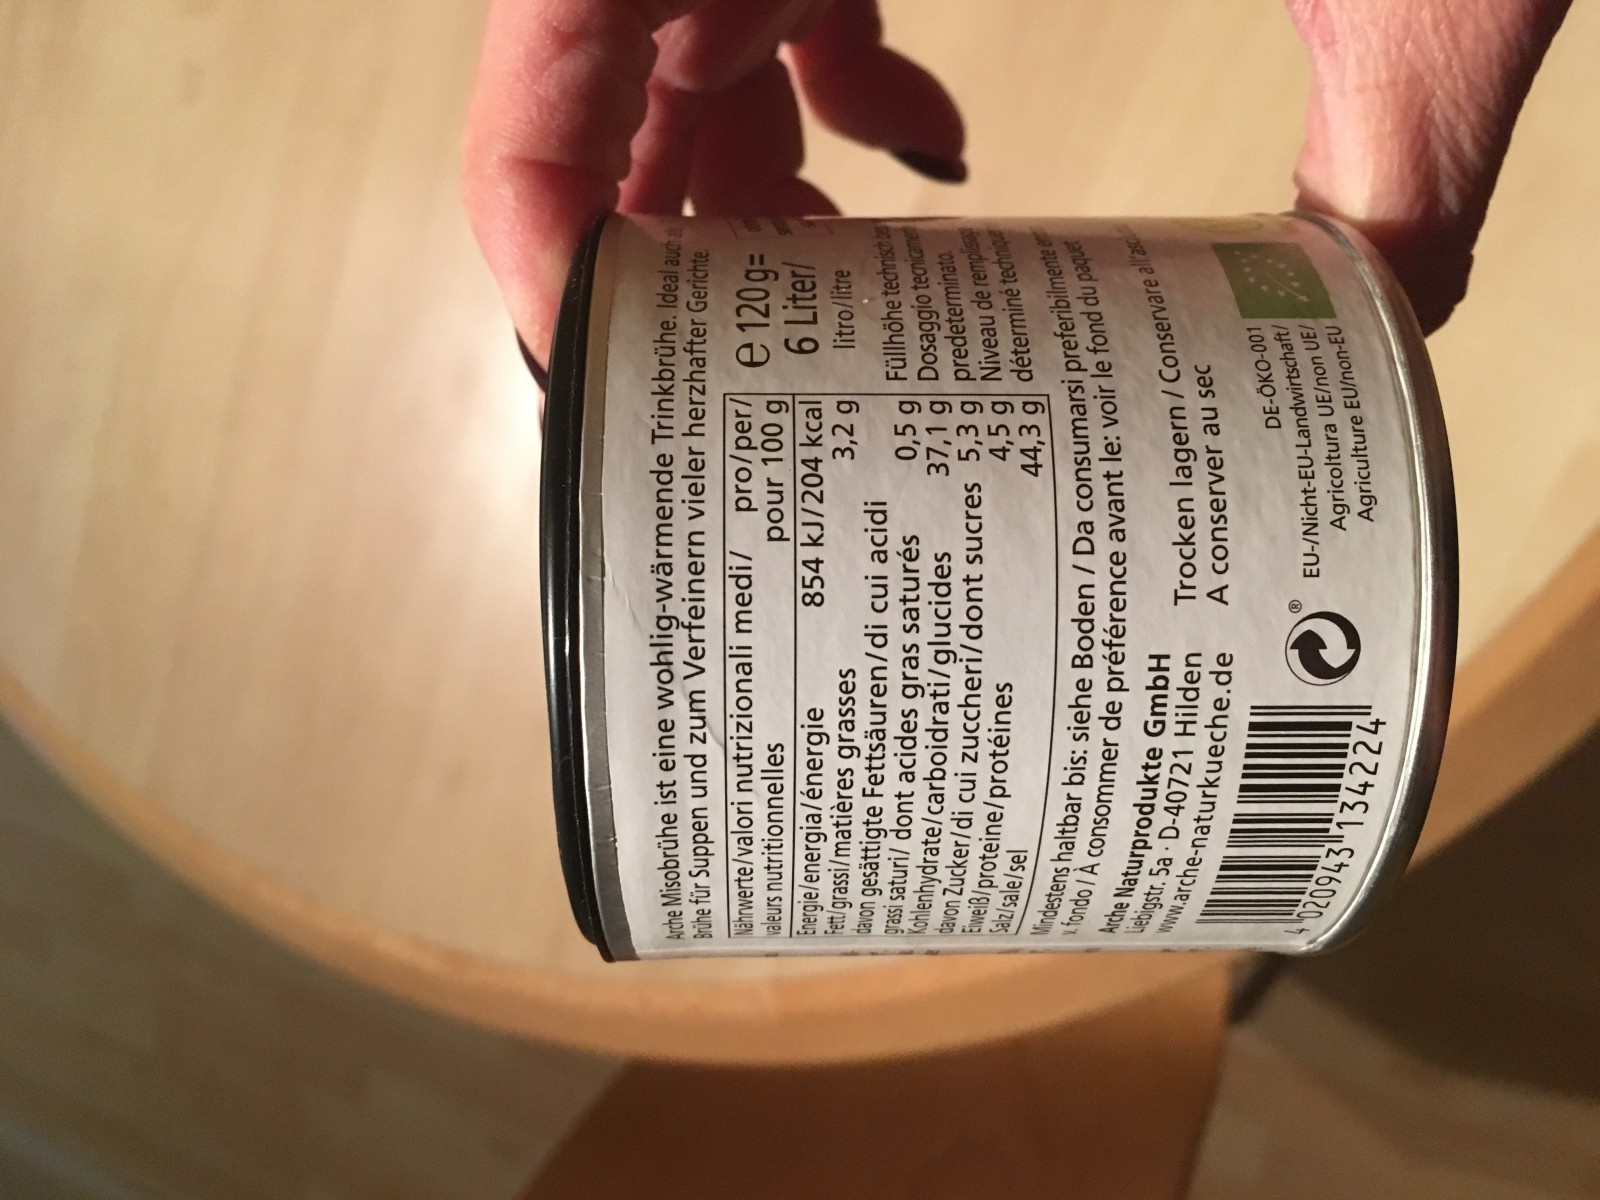 Arche Misobrühe ist eine wohlig-wärmende Trinkbrühe. Ideal auch als
Brühe für Suppen und zum Verfeinern vieler herzhafter Gerichte.
Nährwerte/valori nutrizionali medi/ pro/per/
valeurs nutritionnelles pour 100 g
Energie/energia/énergie 854 kJ/204 kcal
Fett/grassi/matières grasses 3,2 g
davon gesättigte Fettsäuren/di cui acidi
grassi saturi/ dont acides gras saturés 0,5 g
Kohlenhydrate/carboidrati/glucides 37,1 g
davon Zucker/di cui zuccheri/dont sucres 5,3 g
Eiweiß/proteine/protéines 4,5 g
Salz/sale/sel 44,3 g
e 120g=
6 Liter/
litro/litre
Füllhöhe technisch
Dosaggio tecnicamente
predeterminato.
Niveau de remplissage
déterminé technique
Mindestens haltbar bis: siehe Boden / Da consumarsi preferibilmente
v. fondo / À consommer de préférence avant le: voir le fond du paquet
Arche Naturprodukte GmbH
Liebigstr. 5a · D-40721 Hilden
www.arche-naturkueche.de
Trocken lagern / Conservare all'asciutto
A conserver au sec
4 020943 134224
®
DE-ÖKO-001
EU-/Nicht-EU-Landwirtschaft/
Agricoltura UE/non UE/
Agriculture EU/non-EU